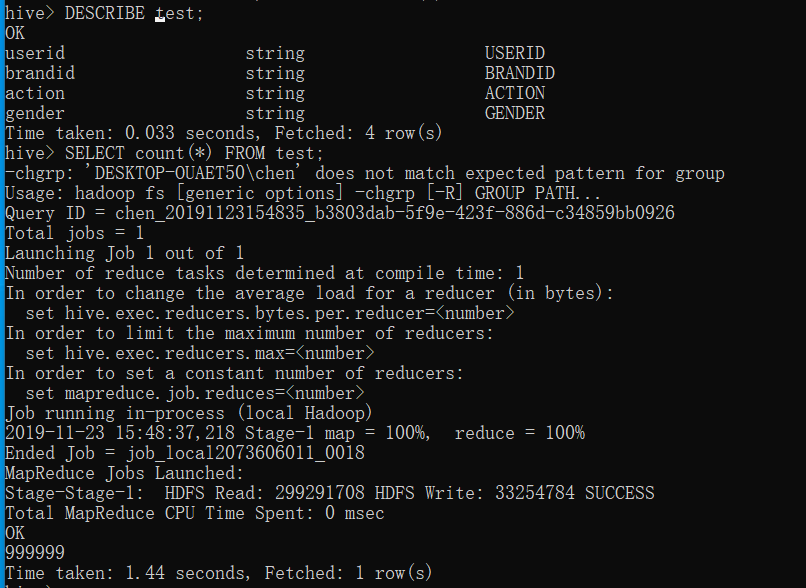 hive> DESCRIBE test;
OK
userid                  string                  USERID
brandid                 string                  BRANDID
action                  string                  ACTION
gender                  string                  GENDER
Time taken: 0.033 seconds, Fetched: 4 row(s)
hive> SELECT count(*) FROM test;
-chgrp: 'DESKTOP-OUAET50\chen' does not match expected pattern for group
Usage: hadoop fs [generic options] -chgrp [-R] GROUP PATH...
Query ID = chen_20191123154835_b3803dab-5f9e-423f-886d-c34859bb0926
Total jobs = 1
Launching Job 1 out of 1
Number of reduce tasks determined at compile time: 1
In order to change the average load for a reducer (in bytes):
  set hive.exec.reducers.bytes.per.reducer=<number>
In order to limit the maximum number of reducers:
  set hive.exec.reducers.max=<number>
In order to set a constant number of reducers:
  set mapreduce.job.reduces=<number>
Job running in-process (local Hadoop)
2019-11-23 15:48:37,218 Stage-1 map = 100%,  reduce = 100%
Ended Job = job_local2073606011_0018
MapReduce Jobs Launched:
Stage-Stage-1:  HDFS Read: 299291708 HDFS Write: 33254784 SUCCESS
Total MapReduce CPU Time Spent: 0 msec
OK
999999
Time taken: 1.44 seconds, Fetched: 1 row(s)
hive>